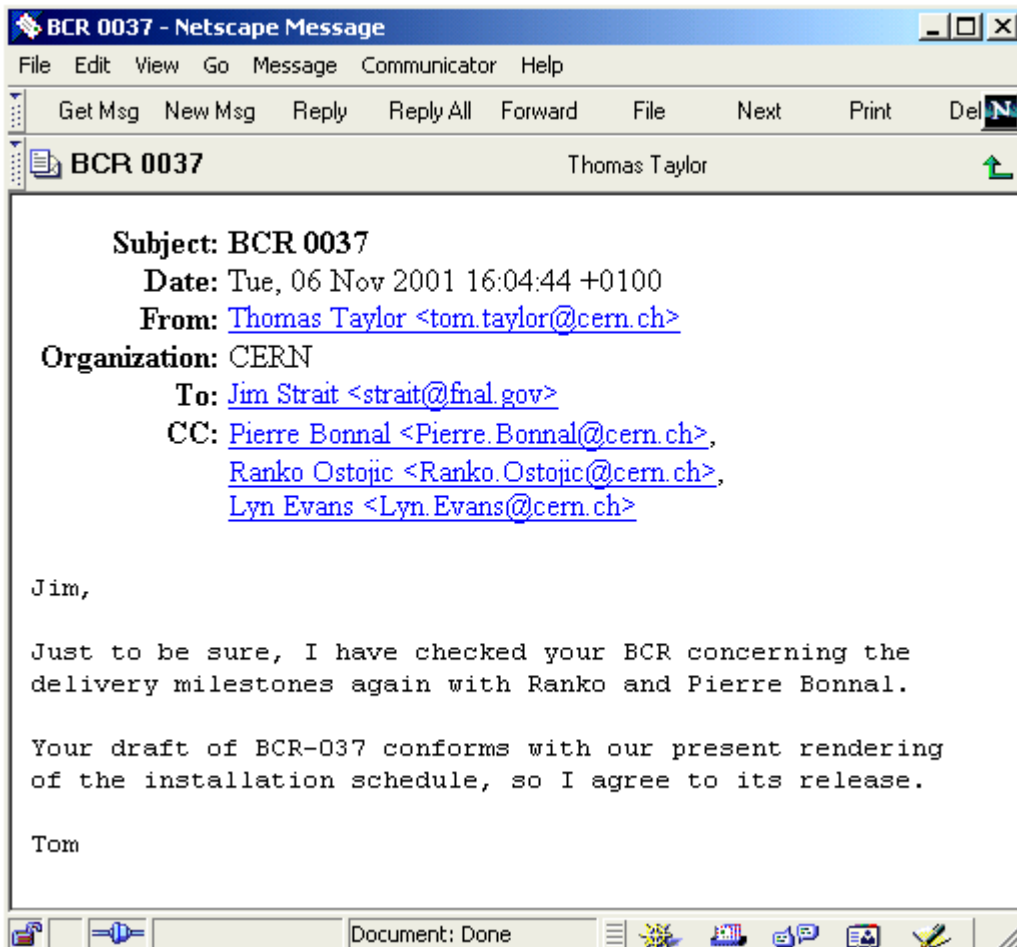 BCR 0037 - Netscape Message
File Edit View Go Message Communicator Help
Get Msg New Msg Reply Reply All Forward File Next Print Del N
BCR 0037 Thomas Taylor
Subject: BCR 0037
Date: Tue, 06 Nov 2001 16:04:44 +0100
From: Thomas Taylor <tom.taylor@cern.ch>
Organization: CERN
To: Jim Strait <strait@fnal.gov>
CC: Pierre Bonnal <Pierre.Bonnal@cern.ch>,
Ranko Ostojic <Ranko.Ostojic@cern.ch>,
Lyn Evans <Lyn.Evans@cern.ch>
Jim,
Just to be sure, I have checked your BCR concerning the
delivery milestones again with Ranko and Pierre Bonnal.
Your draft of BCR-037 conforms with our present rendering
of the installation schedule, so I agree to its release.
Tom
Document: Done